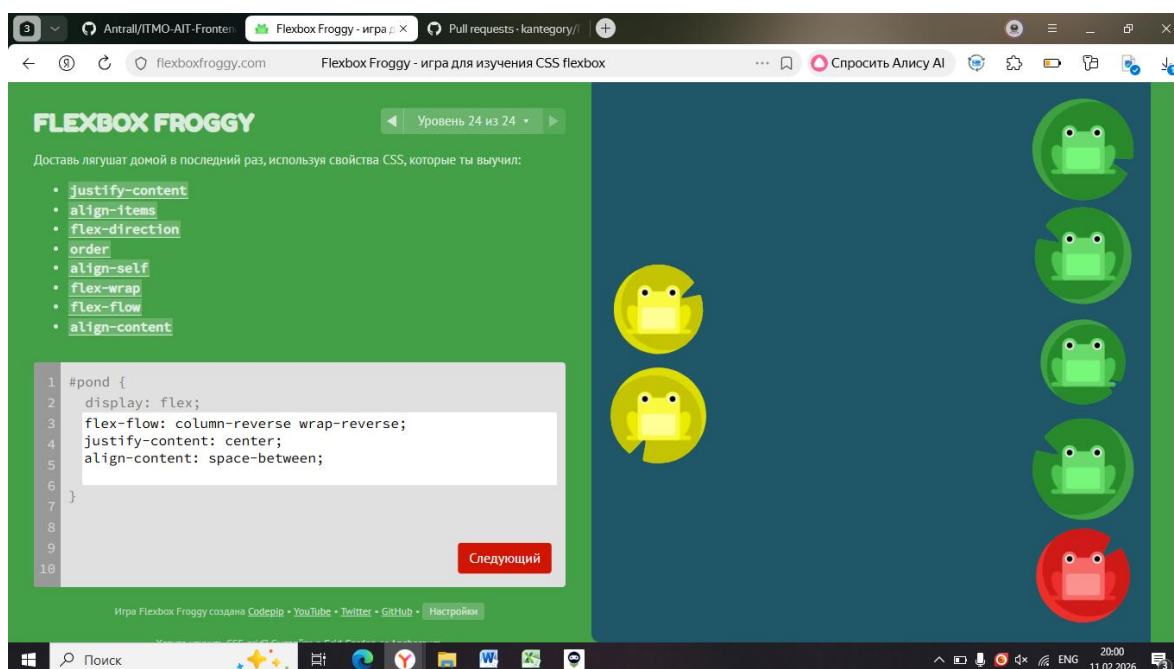 3
Antrall/ITMO-AIT-Fronten
Flexbox Froggy - игра д
Pull requests · kantegory/
flexboxfroggy.com
Flexbox Froggy - игра для изучения CSS flexbox
Спросить Алису AI
FLEXBOX FROGGY
Уровень 24 из 24
Доставь лягушат домой в последний раз, используя свойства CSS, которые ты выучил:
justify-content
align-items
flex-direction
order
align-self
flex-wrap
flex-flow
align-content
1 #pond {
2 display: flex;
3 flex-flow: column-reverse wrap-reverse;
4 justify-content: center;
5 align-content: space-between;
6
7 }
8
9
10
Следующий
Игра Flexbox Froggy создана Codepip • YouTube • Twitter • GitHub • Настройки
Поиск
ENG
20:00
11.02.2026